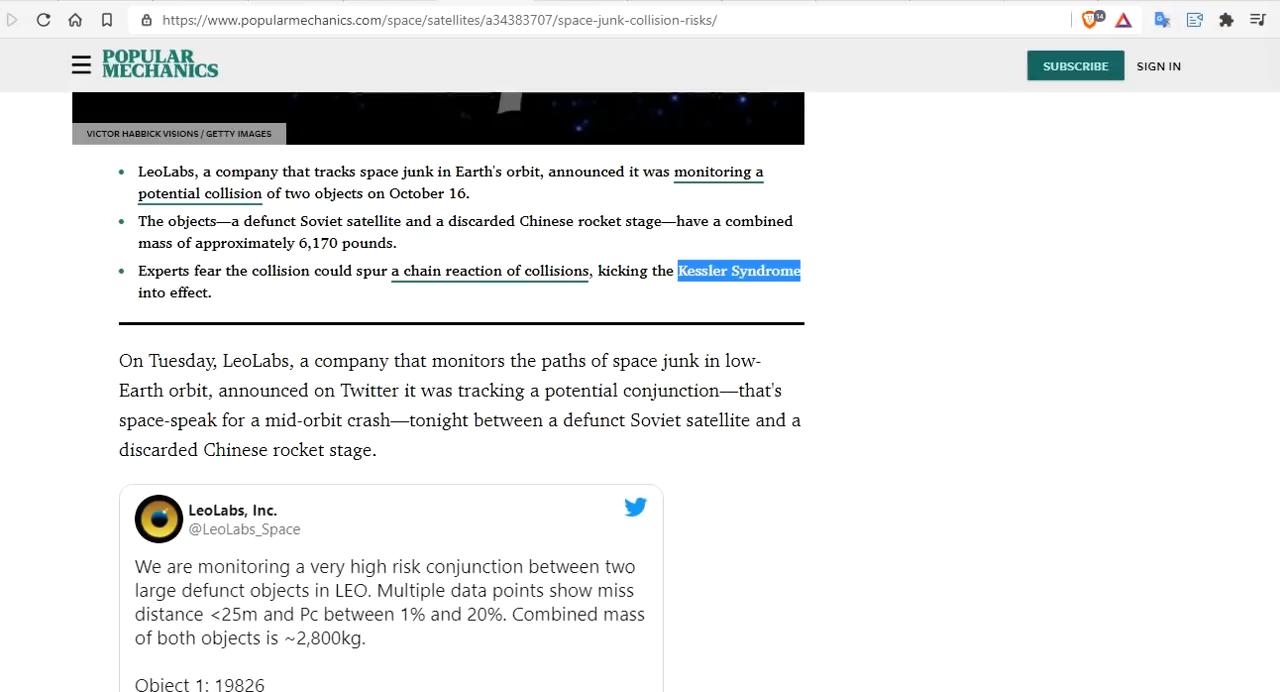 https://www.popularmechanics.com/space/satellites/a34383707/space-junk-collision-risks/
14
POPULAR
MECHANICS
SUBSCRIBE
SIGN IN
VICTOR HABBICK VISIONS / GETTY IMAGES
• LeoLabs, a company that tracks space junk in Earth's orbit, announced it was monitoring a
potential collision of two objects on October 16.
• The objects—a defunct Soviet satellite and a discarded Chinese rocket stage—have a combined
mass of approximately 6,170 pounds.
• Experts fear the collision could spur a chain reaction of collisions, kicking the Kessler Syndrome
into effect.
On Tuesday, LeoLabs, a company that monitors the paths of space junk in low-
Earth orbit, announced on Twitter it was tracking a potential conjunction—that's
space-speak for a mid-orbit crash—tonight between a defunct Soviet satellite and a
discarded Chinese rocket stage.
LeoLabs, Inc.
@LeoLabs_Space
We are monitoring a very high risk conjunction between two
large defunct objects in LEO. Multiple data points show miss
distance <25m and Pc between 1% and 20%. Combined mass
of both objects is ~2,800kg.
Object 1: 19826